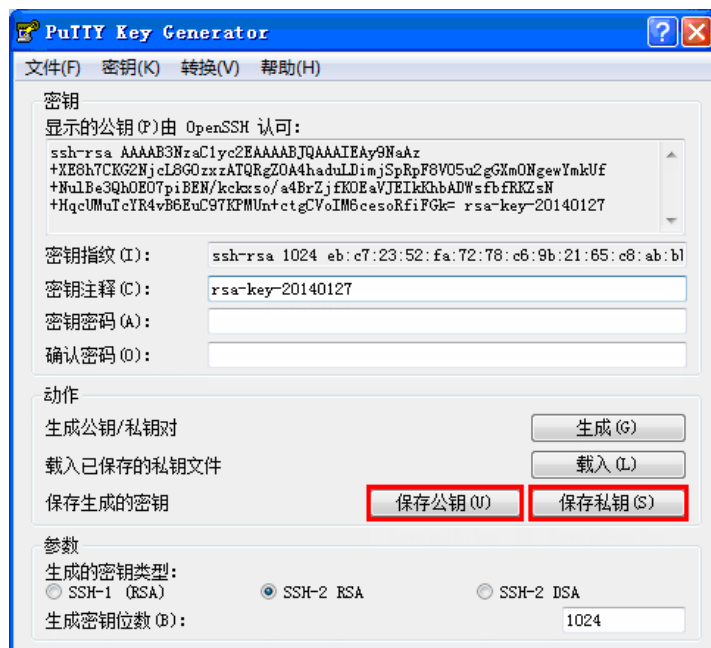 PuTTY Key Generator
文件(F) 密钥(K) 转换(V) 帮助(H)
密钥
显示的公钥(P)由 OpenSSH 认可:
ssh-rsa AAAAB3NzaC1yc2EAAAABJQAAAIEAy9NaAz
+XE8h7CKG2NjcL8GOzxzATQRgZOA4haduLDimjSpRpF8VO5u2gGXmONgewYmkUf
+NulBe3QhOEO7piBEN/kckxso/a4BrZjfKOEaVJEIkKhbADWsfbfRKZsN
+HqcUMuTcYR4vB6EuC97KPMUn+ctgCVoIM6cesoRfiFGk= rsa-key-20140127
密钥指纹(I): ssh-rsa 1024 eb:c7:23:52:fa:72:78:c6:9b:21:65:c8:ab:b1
密钥注释(C): rsa-key-20140127
密钥密码(A):
确认密码(O):
动作
生成公钥/私钥对 生成(G)
载入已保存的私钥文件 载入(L)
保存生成的密钥 保存公钥(U) 保存私钥(S)
参数
生成的密钥类型:
SSH-1 (RSA) SSH-2 RSA SSH-2 DSA
生成密钥位数(B): 1024